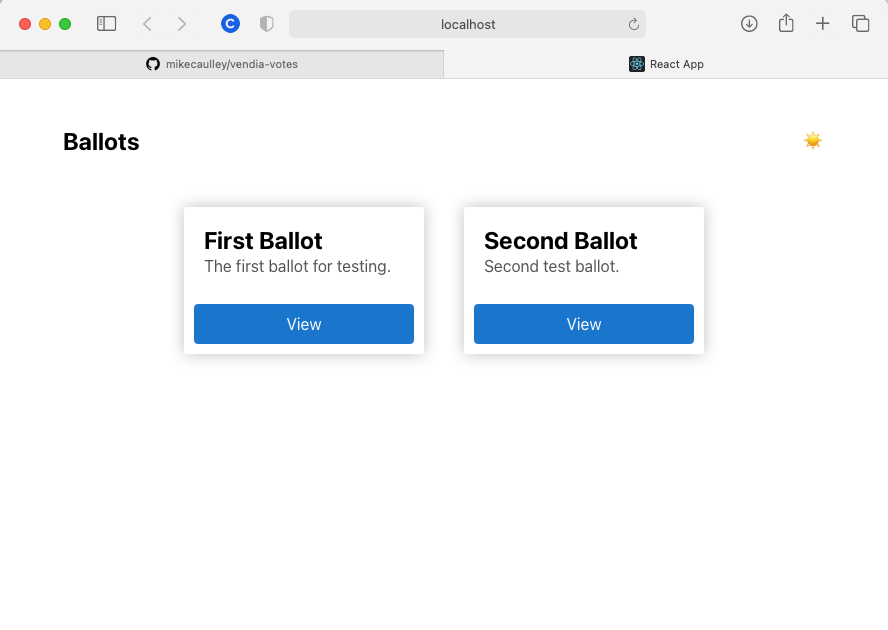 localhost
mikecaulley/vendia-votes
React App
Ballots
First Ballot
The first ballot for testing.
View
Second Ballot
Second test ballot.
View